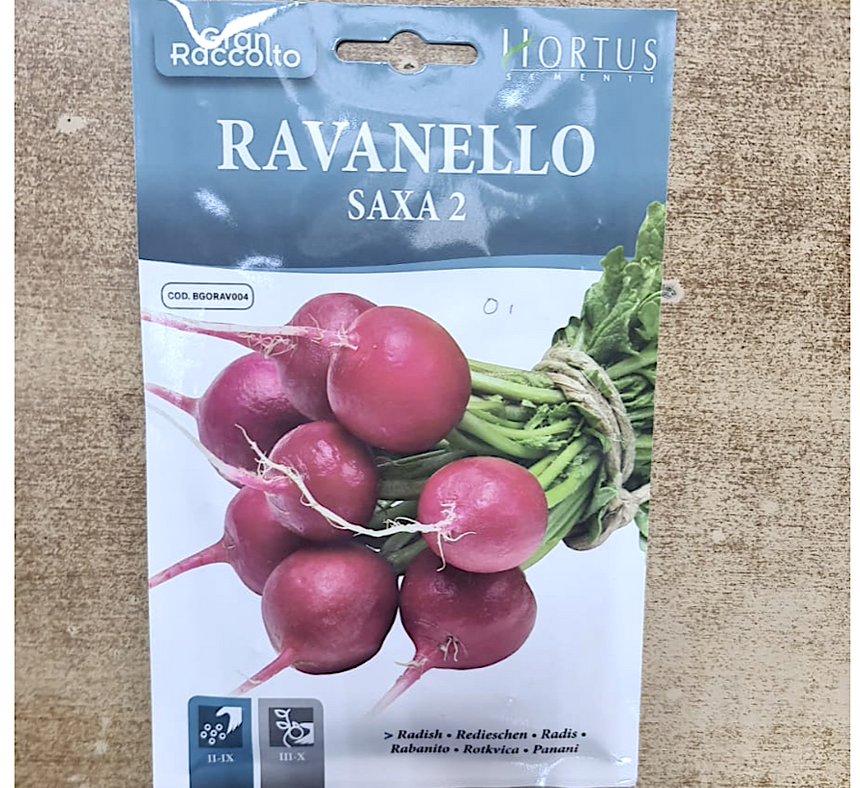 Gran
Raccolto
HORTUS
SEMENTI
RAVANELLO
SAXA 2
COD. BGORAV004
II-IX
III-X
> Radish • Redieschen • Radis •
Rabanito • Rotkvica • Panani